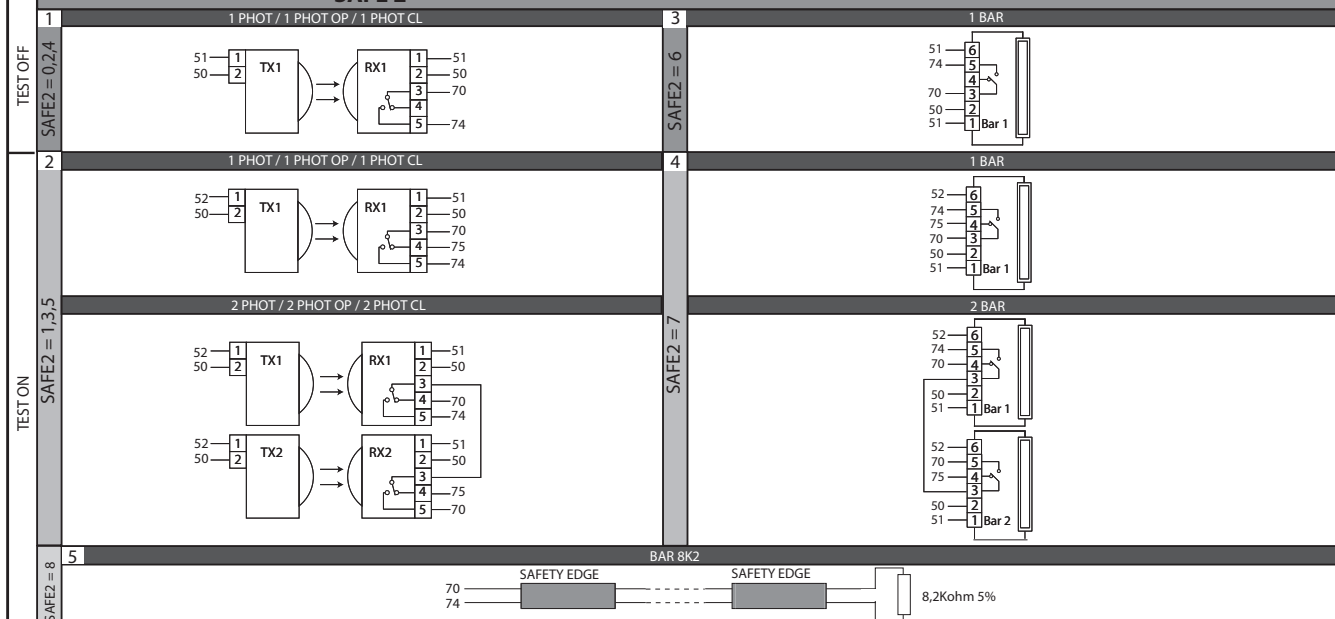 SAFE 2
TEST OFF
SAFE2 = 0,2,4
1
1 PHOT / 1 PHOT OP / 1 PHOT CL
51 1 TX1
50 2
RX1 1 51
2 50
3 70
4
5 74
SAFE2 = 6
3
1 BAR
51 6
74 5
4
70 3
50 2
51 1 Bar 1
TEST ON
SAFE2 = 1,3,5
2
1 PHOT / 1 PHOT OP / 1 PHOT CL
52 1 TX1
50 2
RX1 1 51
2 50
3 70
4 75
5 74
2 PHOT / 2 PHOT OP / 2 PHOT CL
52 1 TX1
50 2
RX1 1 51
2 50
3
4 70
5 74
52 1 TX2
50 2
RX2 1 51
2 50
3
4 75
5 70
SAFE2 = 7
4
1 BAR
52 6
74 5
75 4
70 3
50 2
51 1 Bar 1
2 BAR
52 6
74 5
70 4
3
50 2
51 1 Bar 1
52 6
70 5
75 4
3
50 2
51 1 Bar 2
SAFE2 = 8
5
BAR 8K2
SAFETY EDGE SAFETY EDGE
70
74
8,2Kohm 5%